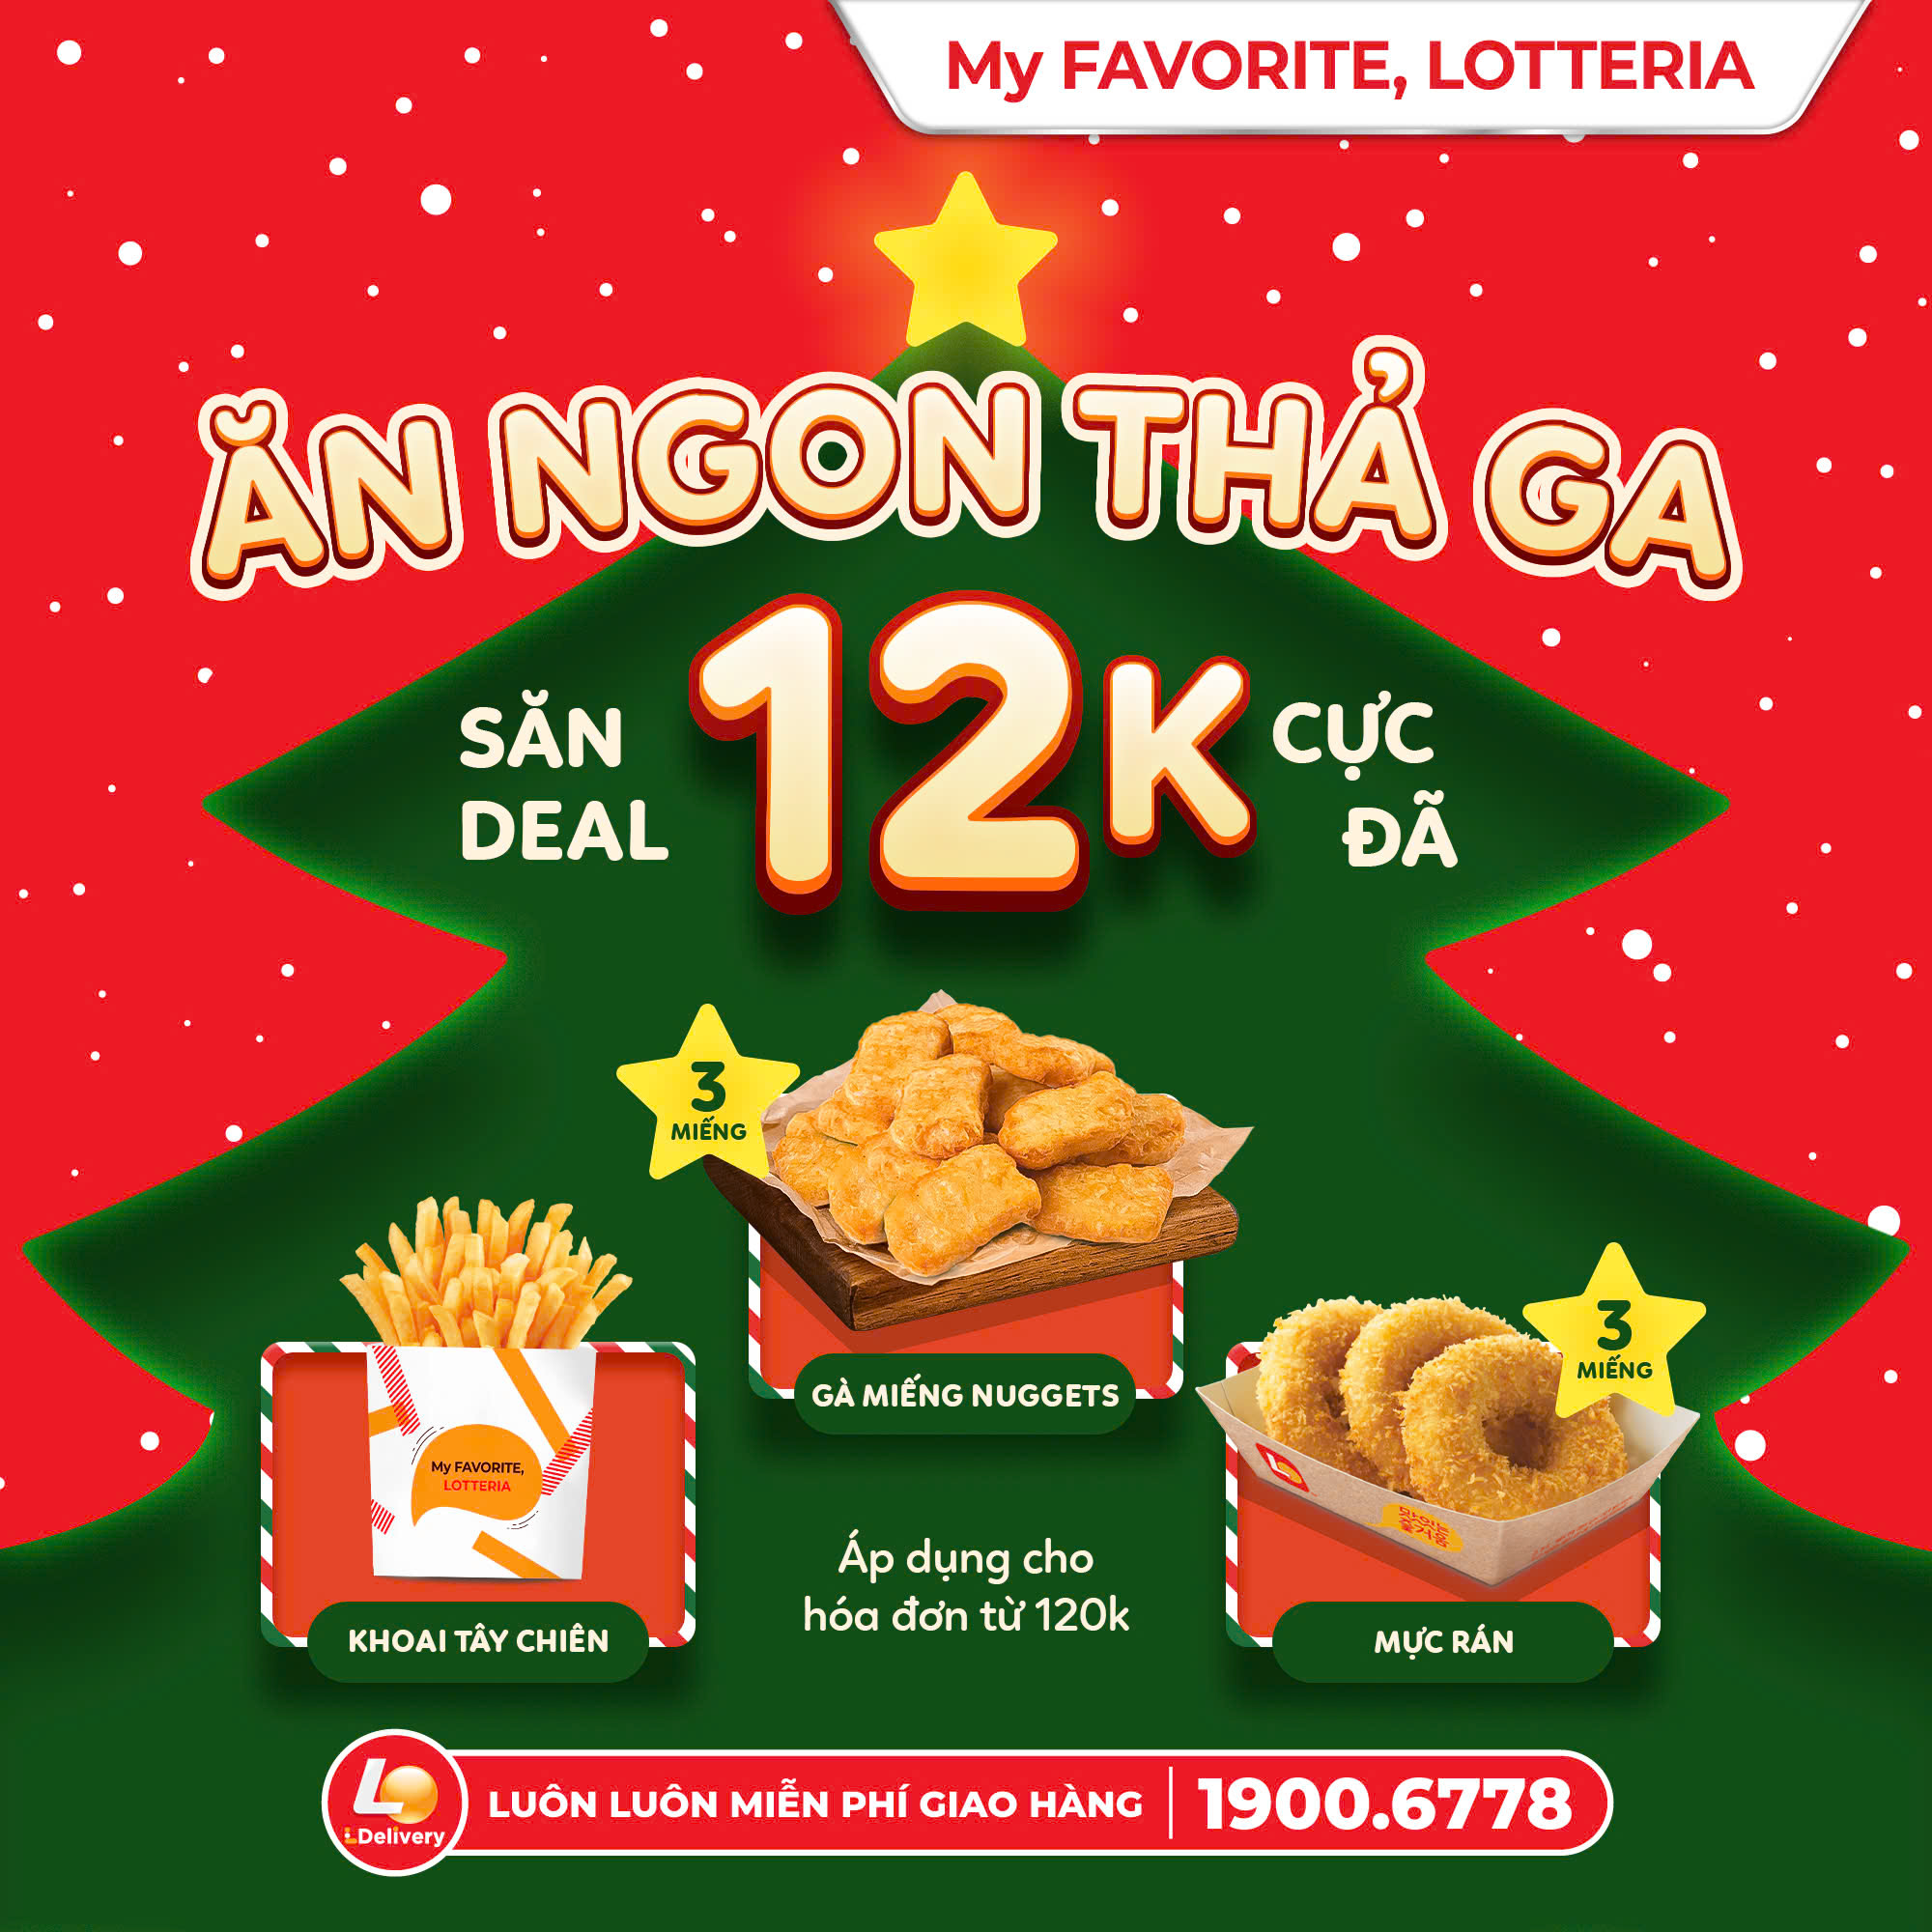 My FAVORITE, LOTTERIA
ĂN NGON THẢ GA
SĂN
DEAL
12K
CỰC
ĐÃ
3
MIẾNG
GÀ MIẾNG NUGGETS
My FAVORITE,
LOTTERIA
KHOAI TÂY CHIÊN
3
MIẾNG
MỰC RÁN
Áp dụng cho
hóa đơn từ 120k
LDelivery
LUÔN LUÔN MIỄN PHÍ GIAO HÀNG
1900.6778